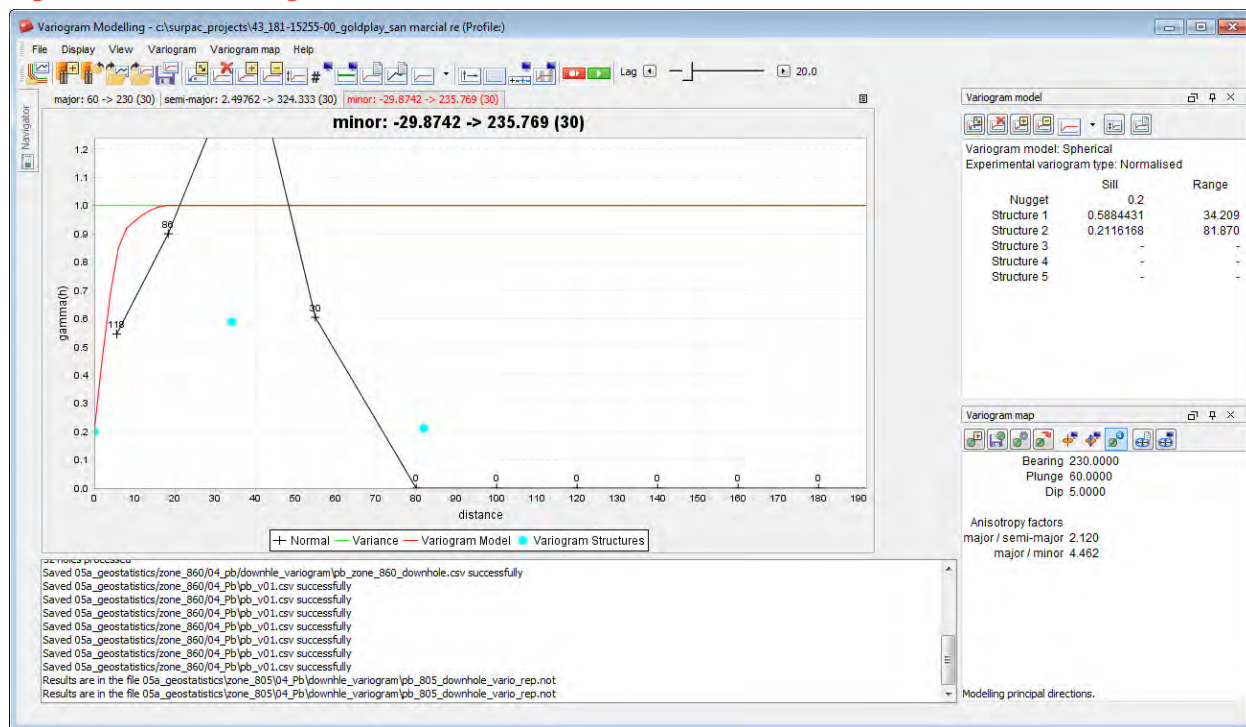 Variogram Modelling - c:\surpac_projects\43_181-15255-00_goldplay_san marcial re (Profile:)
File Display View Variogram Variogram map Help
Lag 20.0
Navigator
major: 60 -> 230 (30) semi-major: 2.49762 -> 324.333 (30) minor: -29.8742 -> 235.769 (30)
minor: -29.8742 -> 235.769 (30)
gamma(h)
1.2
1.1
1.0
0.9
0.8
0.7
0.6
0.5
0.4
0.3
0.2
0.1
0.0
118
86
30
0 0 0 0 0 0
0 10 20 30 40 50 60 70 80 90 100 110 120 130 140 150 160 170 180 190
distance
Normal Variance Variogram Model Variogram Structures
Variogram model
Variogram model: Spherical
Experimental variogram type: Normalised
Sill Range
Nugget 0.2
Structure 1 0.5884431 34.209
Structure 2 0.2116168 81.870
Structure 3 - -
Structure 4 - -
Structure 5 - -
Variogram map
Bearing 230.0000
Plunge 60.0000
Dip 5.0000
Anisotropy factors
major / semi-major 2.120
major / minor 4.462
Modelling principal directions.
Saved 05a_geostatistics/zone_860/04_pb/downhle_variogram\pb_zone_860_downhole.csv successfully
Saved 05a_geostatistics/zone_860/04_Pb\pb_v01.csv successfully
Saved 05a_geostatistics/zone_860/04_Pb\pb_v01.csv successfully
Saved 05a_geostatistics/zone_860/04_Pb\pb_v01.csv successfully
Saved 05a_geostatistics/zone_860/04_Pb\pb_v01.csv successfully
Saved 05a_geostatistics/zone_860/04_Pb\pb_v01.csv successfully
Saved 05a_geostatistics/zone_860/04_Pb\pb_v01.csv successfully
Saved 05a_geostatistics/zone_860/04_Pb\pb_v01.csv successfully
Results are in the file 05a_geostatistics\zone_805\04_Pb\downhle_variogram\pb_805_downhole_vario_rep.not
Results are in the file 05a_geostatistics\zone_805\04_Pb\downhle_variogram\pb_805_downhole_vario_rep.not